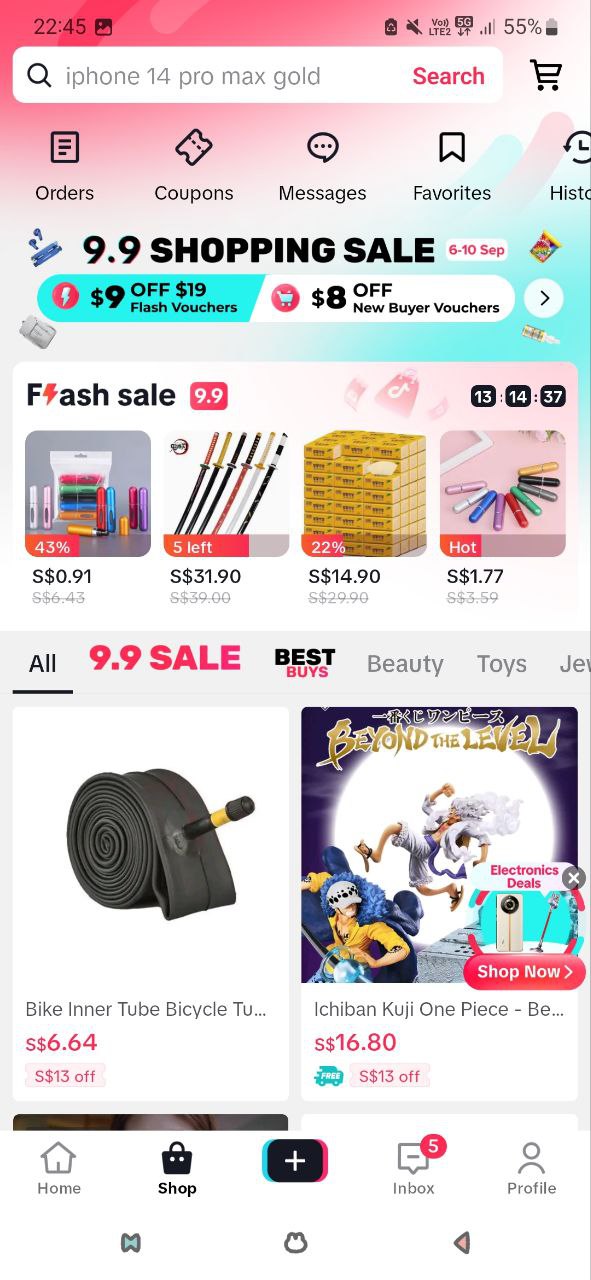 22:45
Vo)) LTE2 5G 55%
iphone 14 pro max gold Search
Orders Coupons Messages Favorites Histo
9.9 SHOPPING SALE 6-10 Sep
$9 OFF $19 Flash Vouchers $8 OFF New Buyer Vouchers
Flash sale 9.9 13 : 14 : 37
43% 5 left 22% Hot
S$0.91 S$31.90 S$14.90 S$1.77
S$6.43 S$39.00 S$29.90 S$3.59
All 9.9 SALE BEST BUYS Beauty Toys Je
一番くじ ワンピース
BEYOND THE LEVEL
Electronics
Deals
Shop Now
Bike Inner Tube Bicycle Tu... Ichiban Kuji One Piece - Be...
S$6.64 S$16.80
S$13 off FREE S$13 off
5
Home Shop Inbox Profile